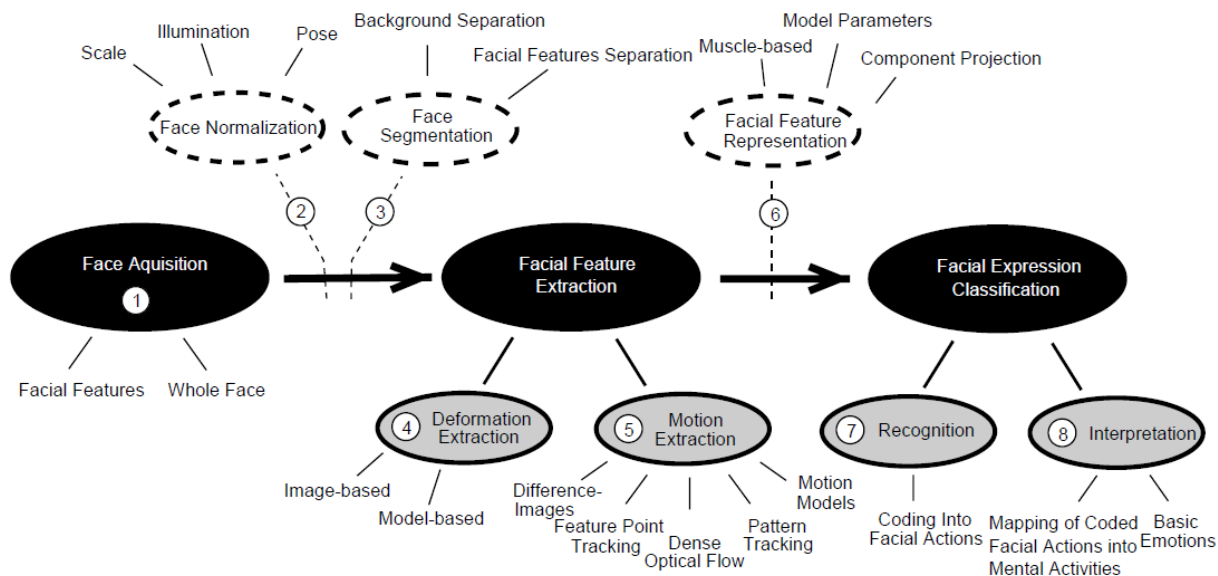 Scale
Illumination
Pose
Background Separation
Facial Features Separation
Muscle-based
Model Parameters
Component Projection
Face Normalization
Face
Segmentation
Facial Feature
Representation
2
3
6
Face Aquisition
1
Facial Feature
Extraction
Facial Expression
Classification
Facial Features
Whole Face
4
Deformation
Extraction
5
Motion
Extraction
7
Recognition
8
Interpretation
Image-based
Model-based
Difference-
Images
Feature Point
Tracking
Dense
Optical Flow
Pattern
Tracking
Motion
Models
Coding Into
Facial Actions
Mapping of Coded
Facial Actions into
Mental Activities
Basic
Emotions